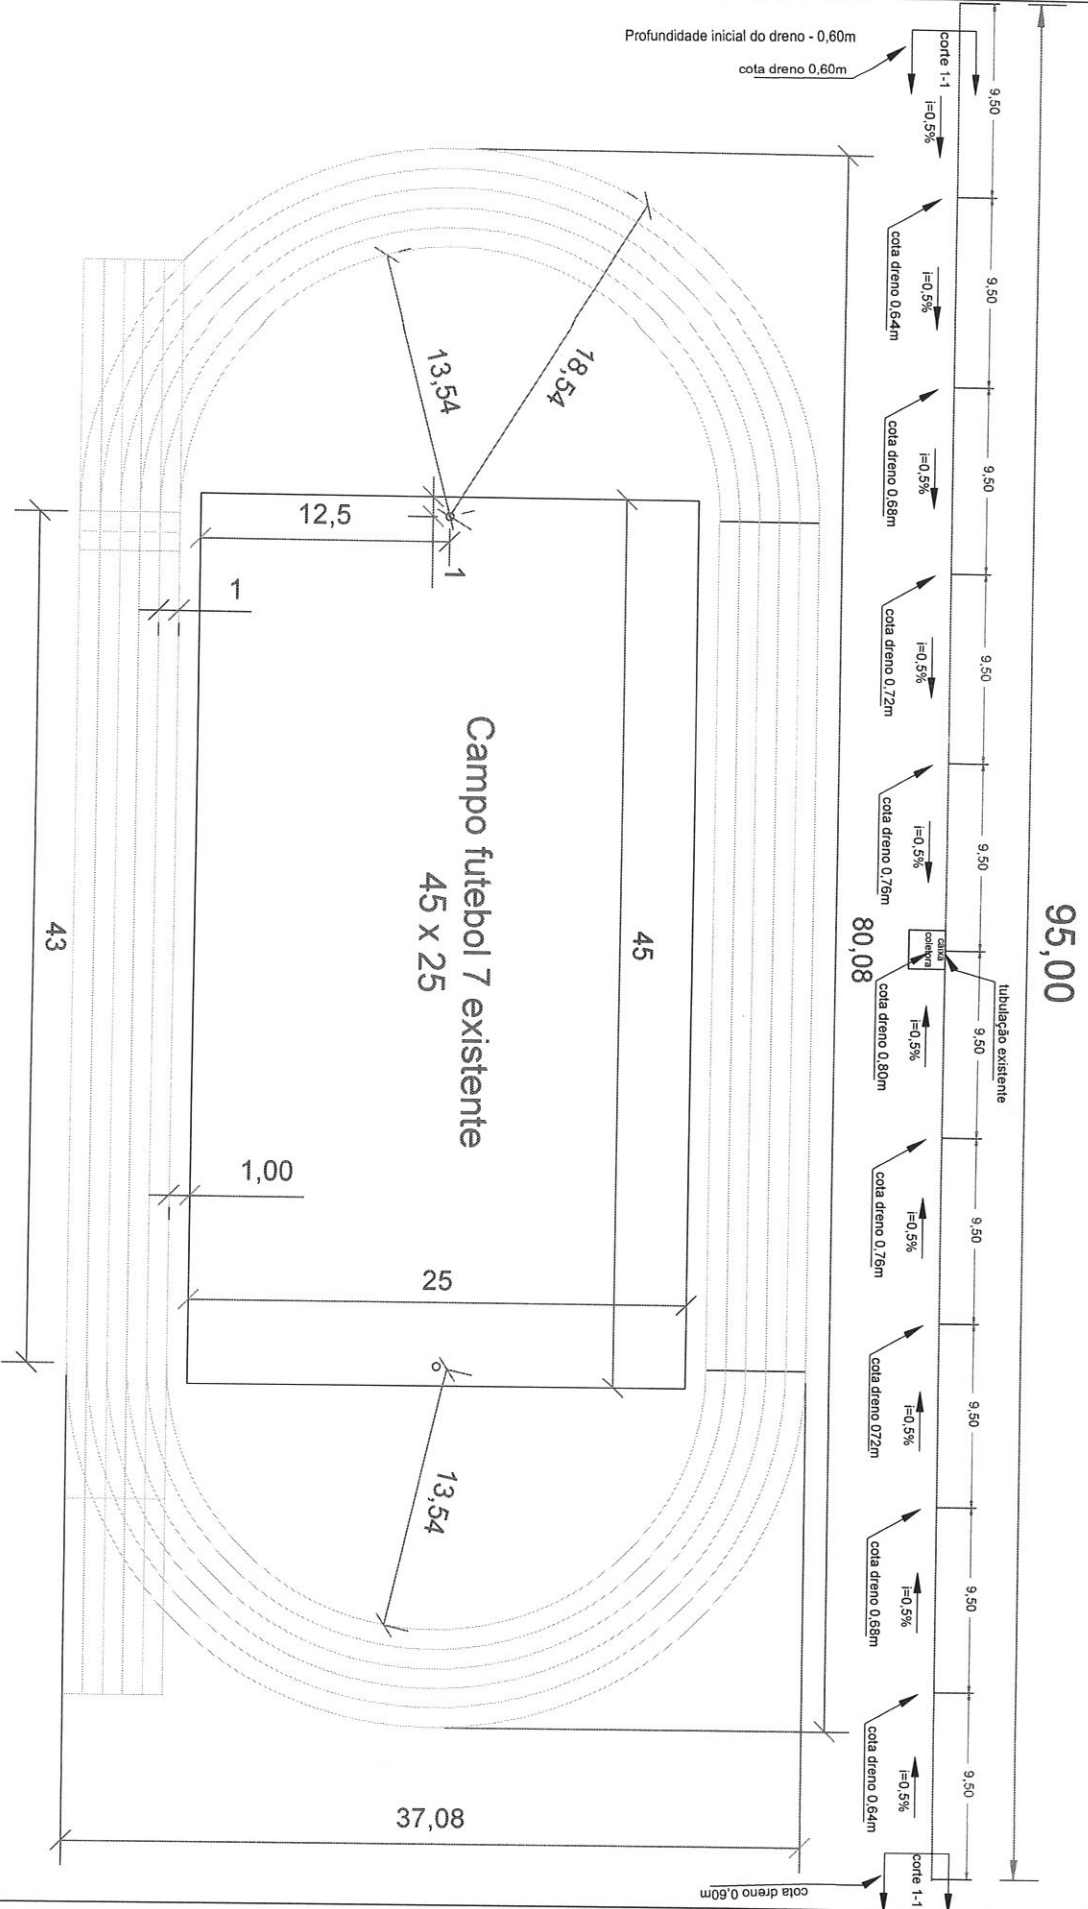 Profundidade inicial do dreno - 0,60m
cota dreno 0,60m
corte 1-1
9,50
i=0,5%
cota dreno 0,64m
9,50
i=0,5%
cota dreno 0,68m
9,50
i=0,5%
cota dreno 0,72m
9,50
i=0,5%
cota dreno 0,76m
9,50
i=0,5%
95,00
caixa
coletora
tubulação existente
cota dreno 0,80m
9,50
i=0,5%
cota dreno 0,76m
9,50
i=0,5%
cota dreno 072m
9,50
i=0,5%
cota dreno 0,68m
9,50
i=0,5%
cota dreno 0,64m
9,50
i=0,5%
corte 1-1
cota dreno 0,60m
80,08
18,54
13,54
12,5
1
1
45
43
Campo futebol 7 existente
45 x 25
1,00
25
13,54
37,08